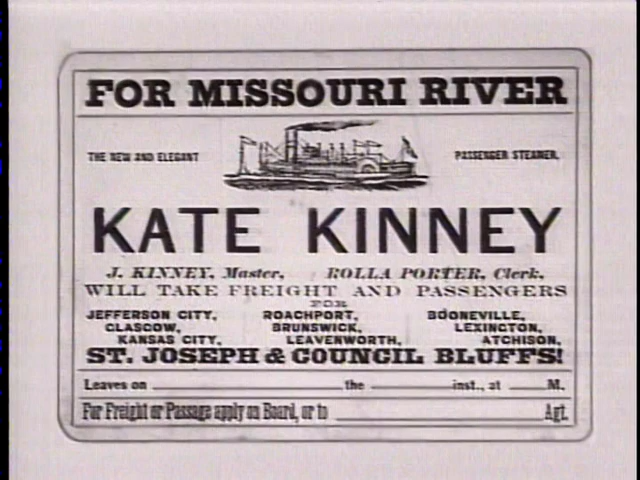 FOR MISSOURI RIVER
THE NEW AND ELEGANT PASSENGER STEAMER,
KATE KINNEY
J. KINNEY, Master, ROLLA PORTER, Clerk,
WILL TAKE FREIGHT AND PASSENGERS
FOR
JEFFERSON CITY, ROACHPORT, BOONEVILLE,
GLASCOW, BRUNSWICK, LEXINGTON,
KANSAS CITY, LEAVENWORTH, ATCHISON,
ST. JOSEPH & COUNCIL BLUFFS!
Leaves on the inst., at M.
For Freight or Passage apply on Board, or to Agt.